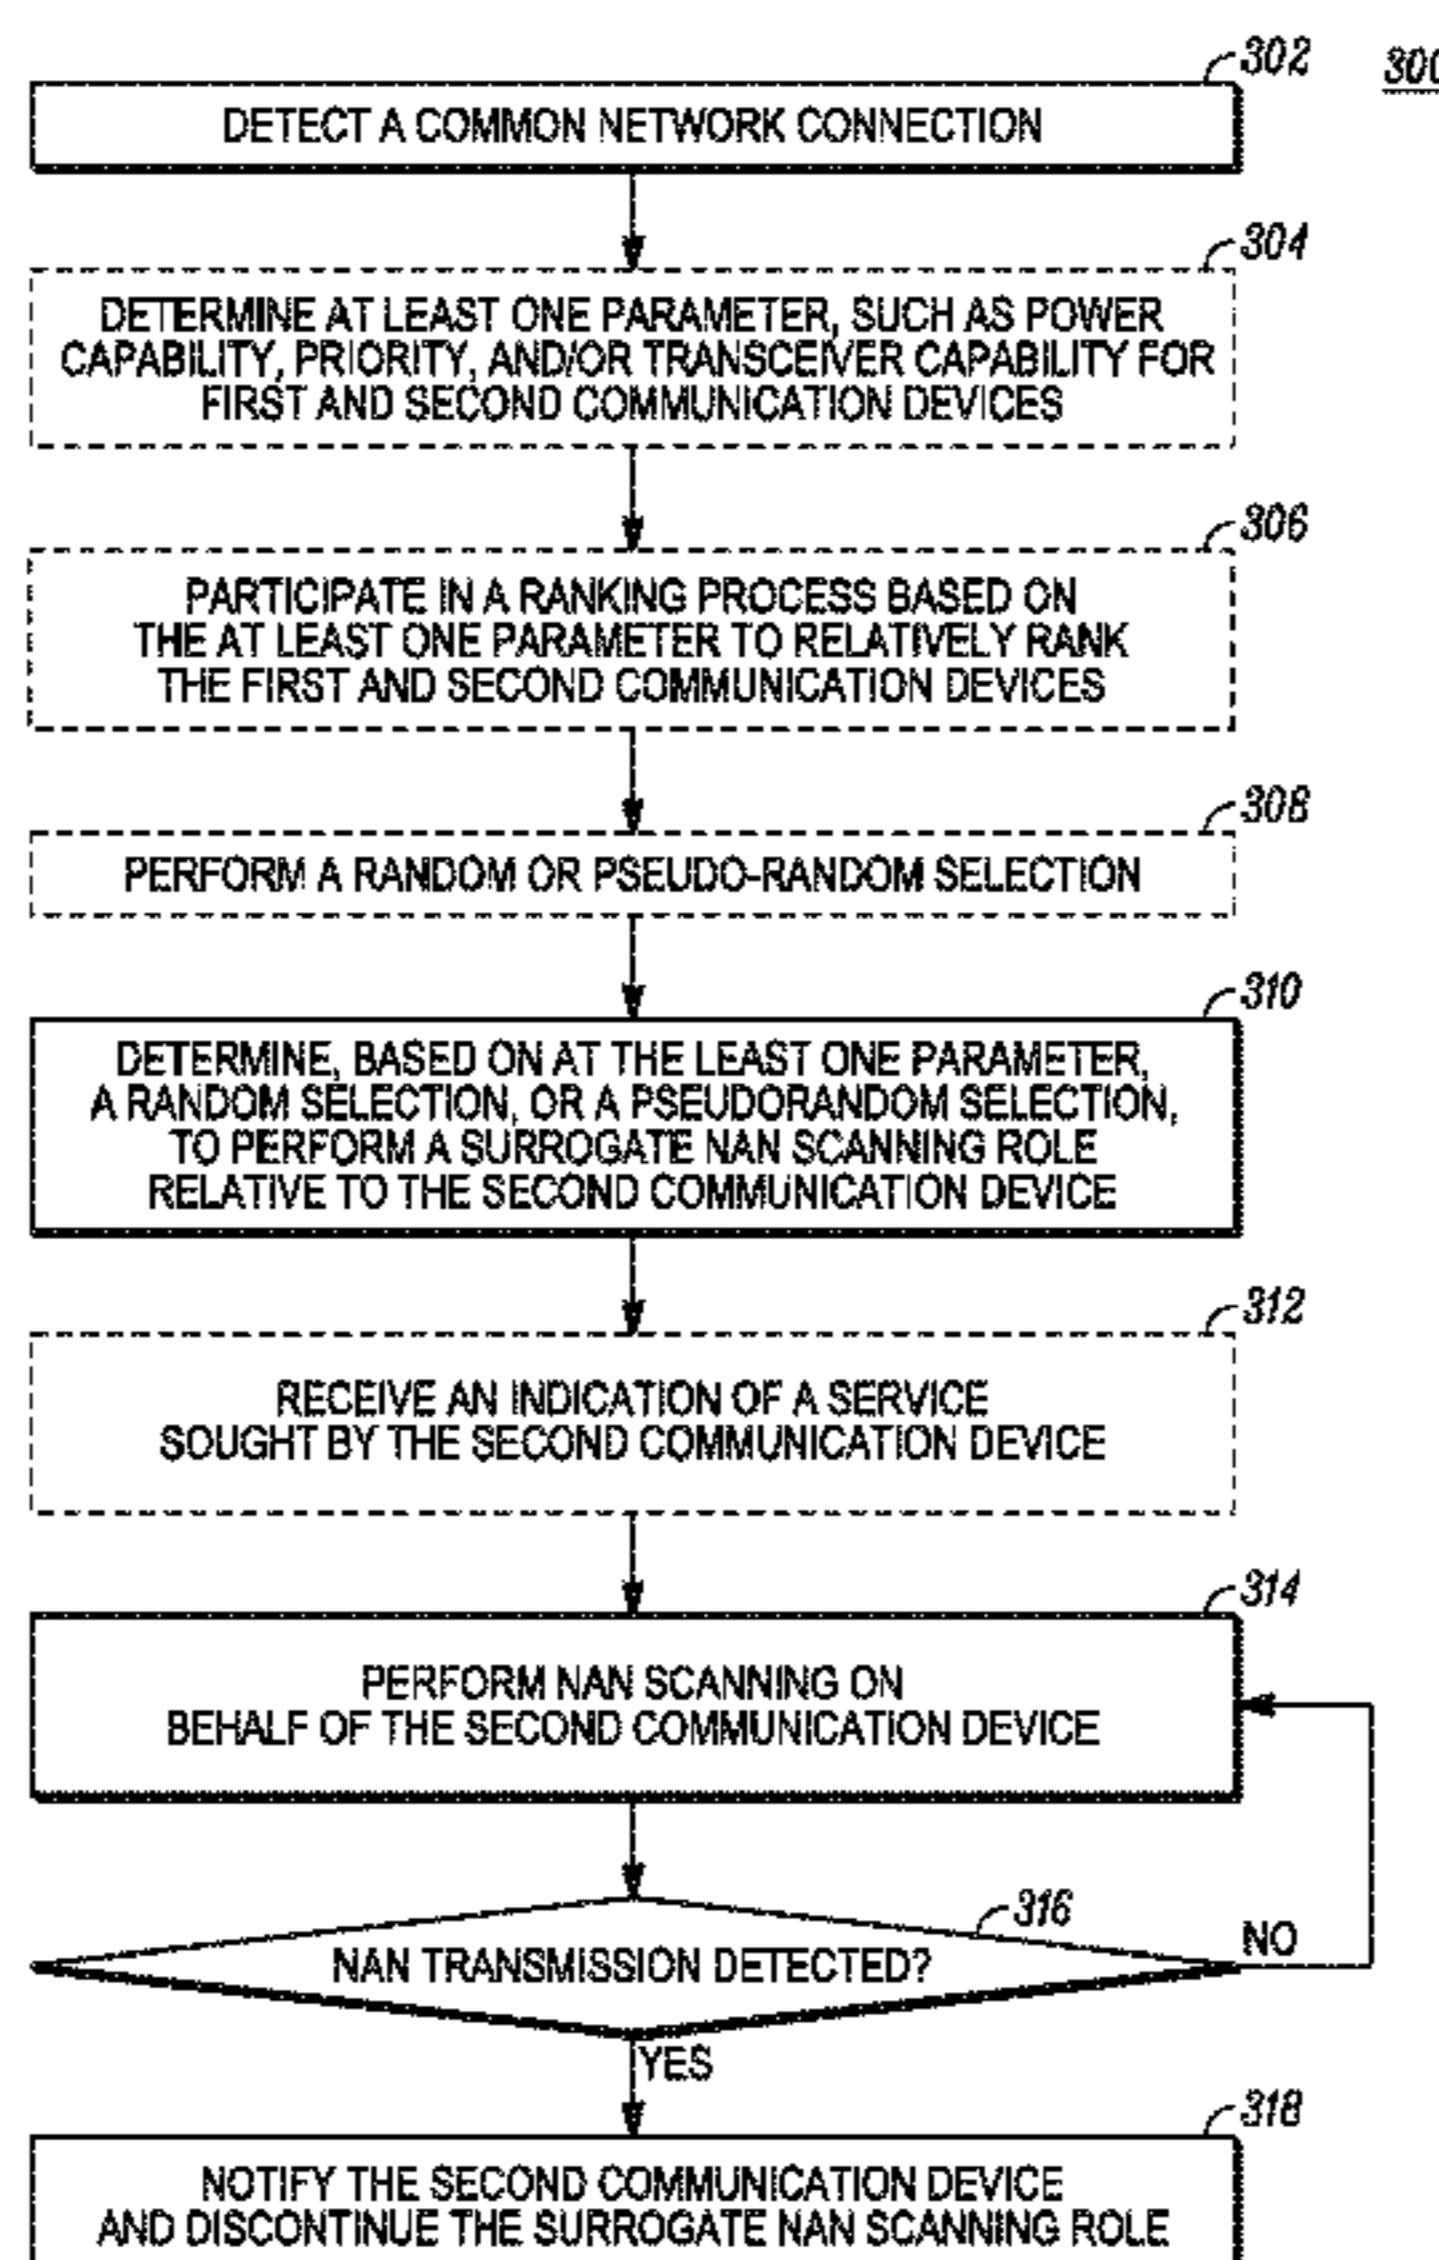 302
300
DETECT A COMMON NETWORK CONNECTION
304
DETERMINE AT LEAST ONE PARAMETER, SUCH AS POWER
CAPABILITY, PRIORITY, AND/OR TRANSCEIVER CAPABILITY FOR
FIRST AND SECOND COMMUNICATION DEVICES
306
PARTICIPATE IN A RANKING PROCESS BASED ON
THE AT LEAST ONE PARAMETER TO RELATIVELY RANK
THE FIRST AND SECOND COMMUNICATION DEVICES
308
PERFORM A RANDOM OR PSEUDO-RANDOM SELECTION
310
DETERMINE, BASED ON AT THE LEAST ONE PARAMETER,
A RANDOM SELECTION, OR A PSEUDORANDOM SELECTION,
TO PERFORM A SURROGATE NAN SCANNING ROLE
RELATIVE TO THE SECOND COMMUNICATION DEVICE
312
RECEIVE AN INDICATION OF A SERVICE
SOUGHT BY THE SECOND COMMUNICATION DEVICE
314
PERFORM NAN SCANNING ON
BEHALF OF THE SECOND COMMUNICATION DEVICE
316
NAN TRANSMISSION DETECTED?
NO
YES
318
NOTIFY THE SECOND COMMUNICATION DEVICE
AND DISCONTINUE THE SURROGATE NAN SCANNING ROLE